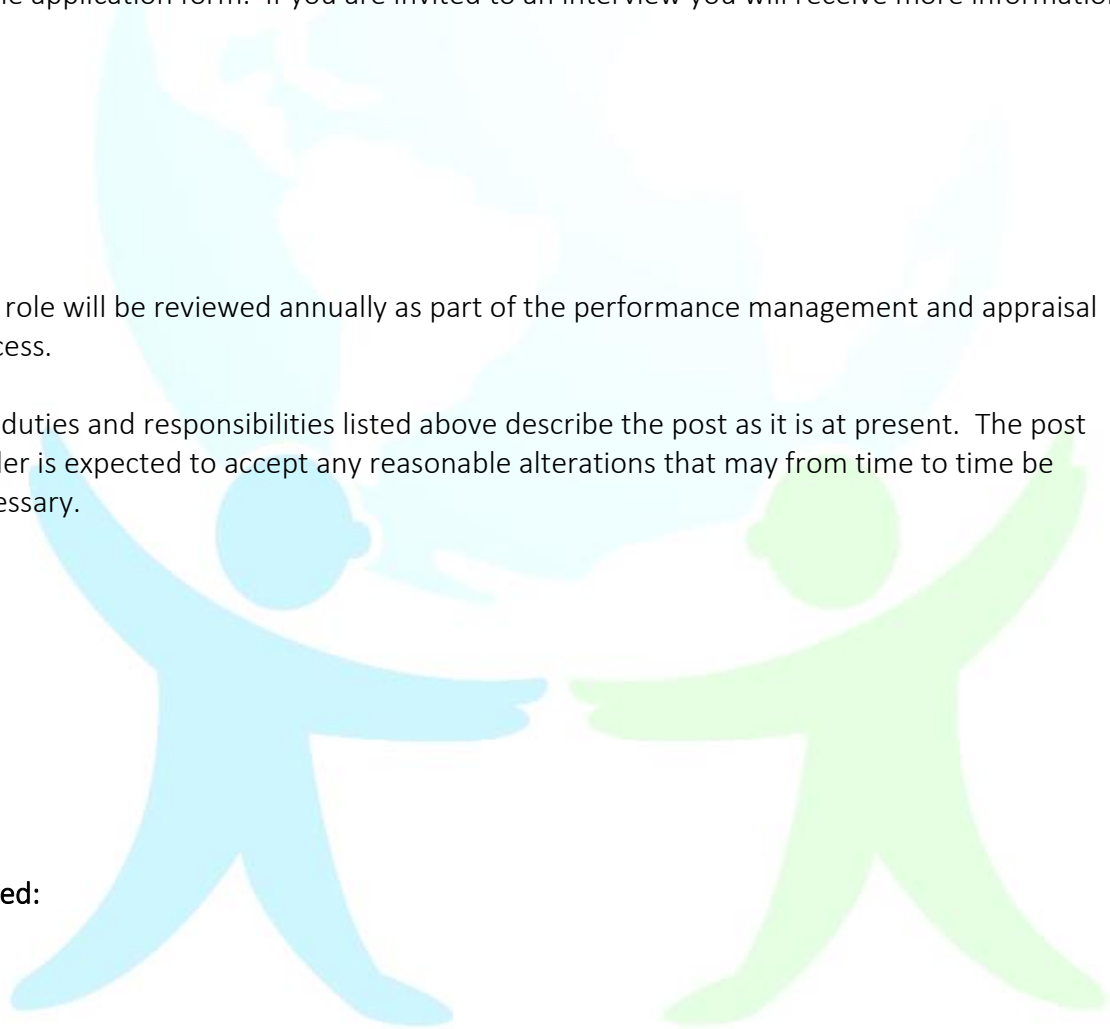 application form. If you are invited to an interview you will receive more information
role will be reviewed annually as part of the performance management and appraisal
cess.
duties and responsibilities listed above describe the post as it is at present. The post
der is expected to accept any reasonable alterations that may from time to time be
essary.
ed: